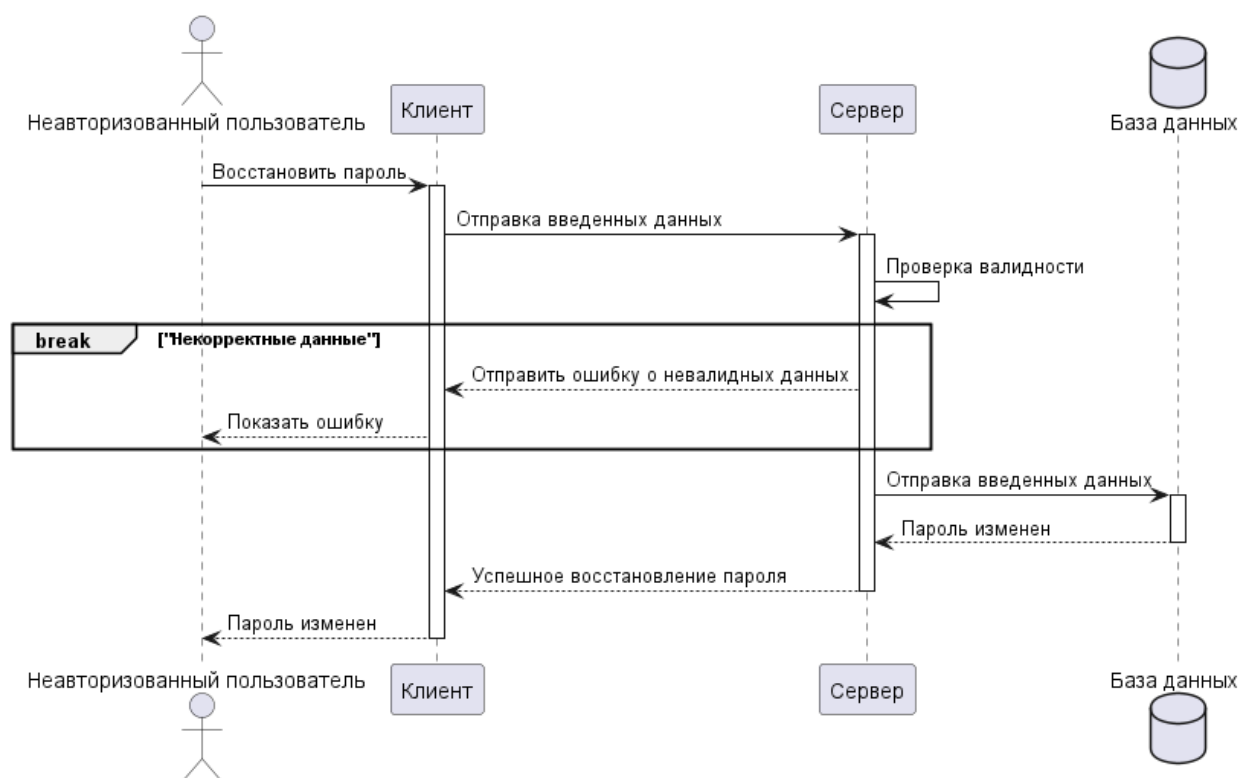 Неавторизованный пользователь
Клиент
Сервер
База данных
Восстановить пароль
Отправка введенных данных
Проверка валидности
break
["Некорректные данные"]
Отправить ошибку о невалидных данных
Показать ошибку
Отправка введенных данных
Пароль изменен
Успешное восстановление пароля
Пароль изменен
Неавторизованный пользователь
Клиент
Сервер
База данных